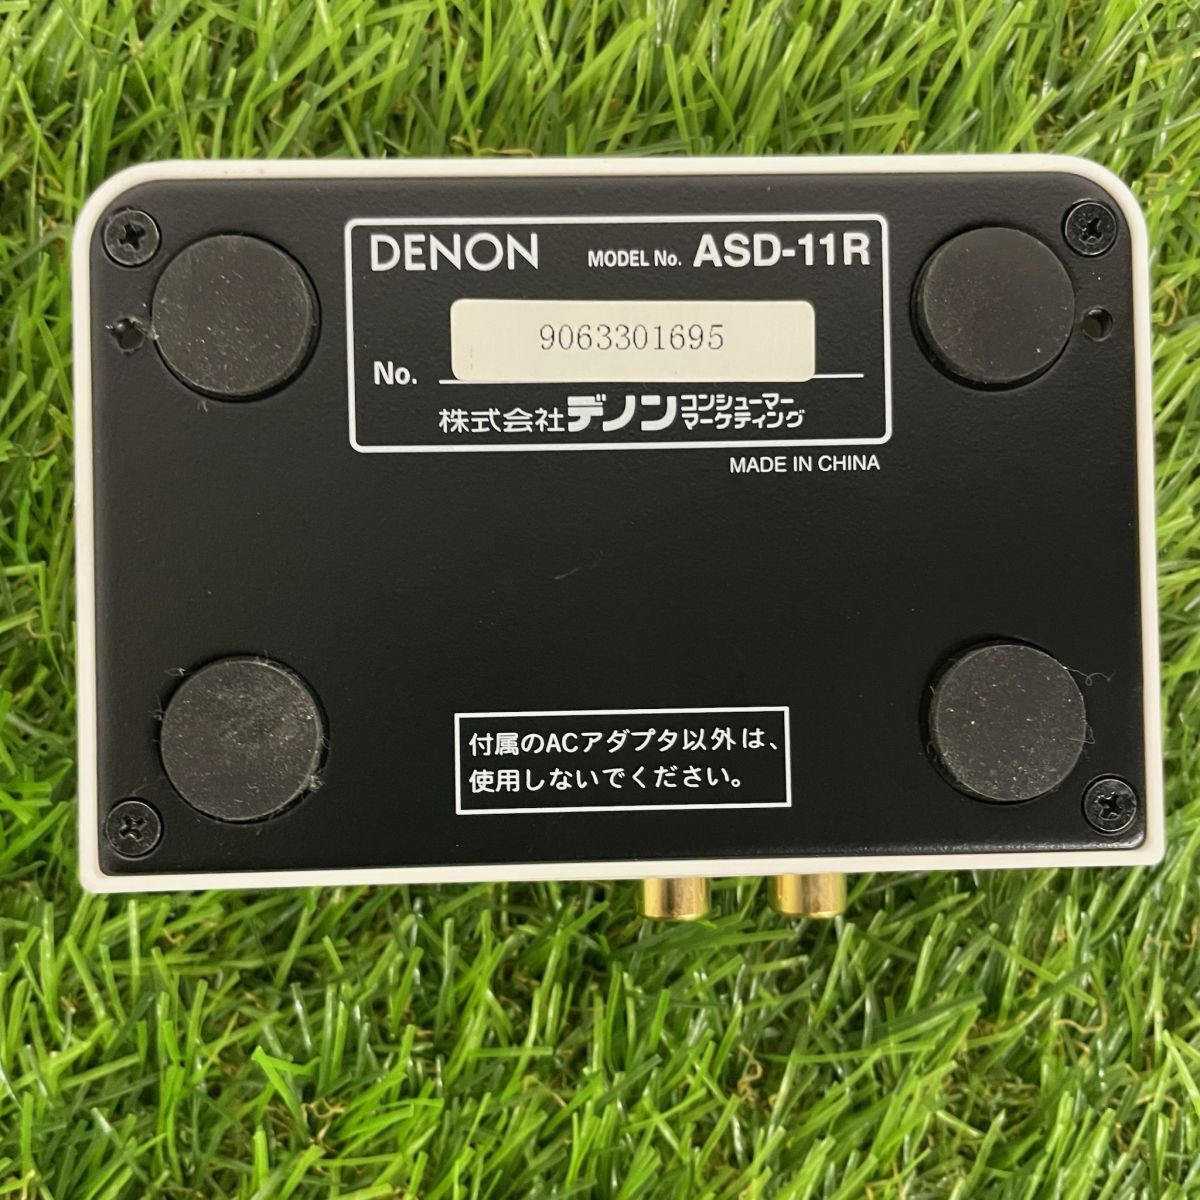 DENON MODEL No. ASD-11R
9063301695
No.
株式会社デノン コンシューマー
マーケティング
MADE IN CHINA
付属のACアダプタ以外は、
使用しないでください。